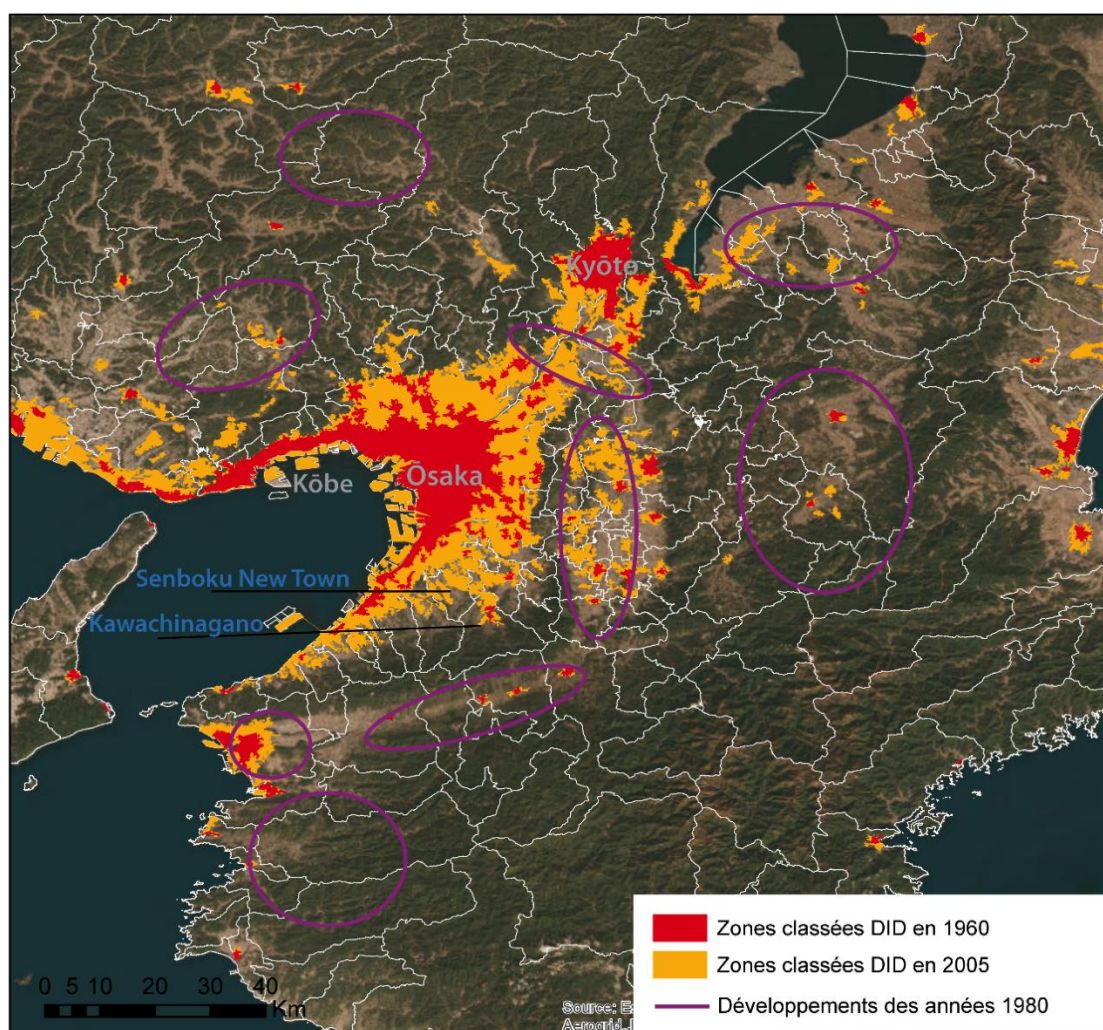 Kyōto
Kōbe
Ōsaka
Senboku New Town
Kawachinagano
0 5 10 20 30 40
Km
Source:
Aerogrid,
Zones classées DID en 1960
Zones classées DID en 2005
Développements des années 1980